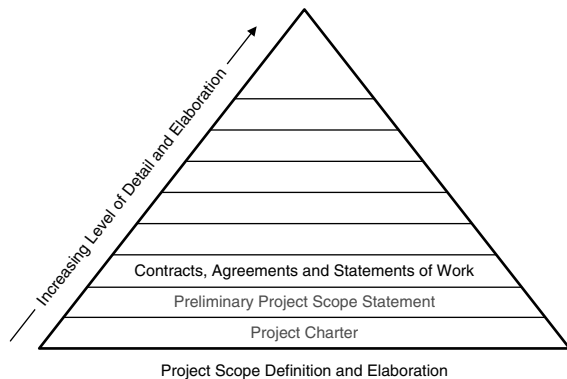 Increasing Level of Detail and Elaboration
Contracts, Agreements and Statements of Work
Preliminary Project Scope Statement
Project Charter
Project Scope Definition and Elaboration